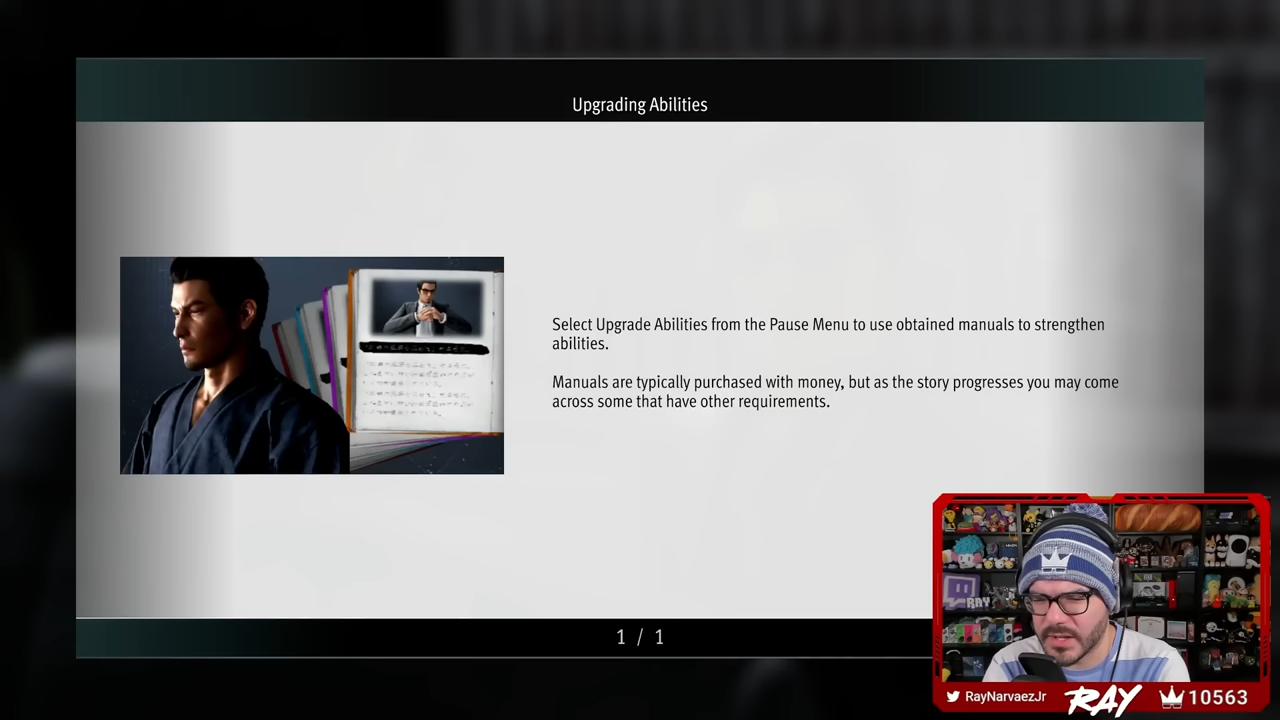 Upgrading Abilities
Select Upgrade Abilities from the Pause Menu to use obtained manuals to strengthen
abilities.
Manuals are typically purchased with money, but as the story progresses you may come
across some that have other requirements.
1 / 1
RAY
RayNarvaezJr
RAY
10563